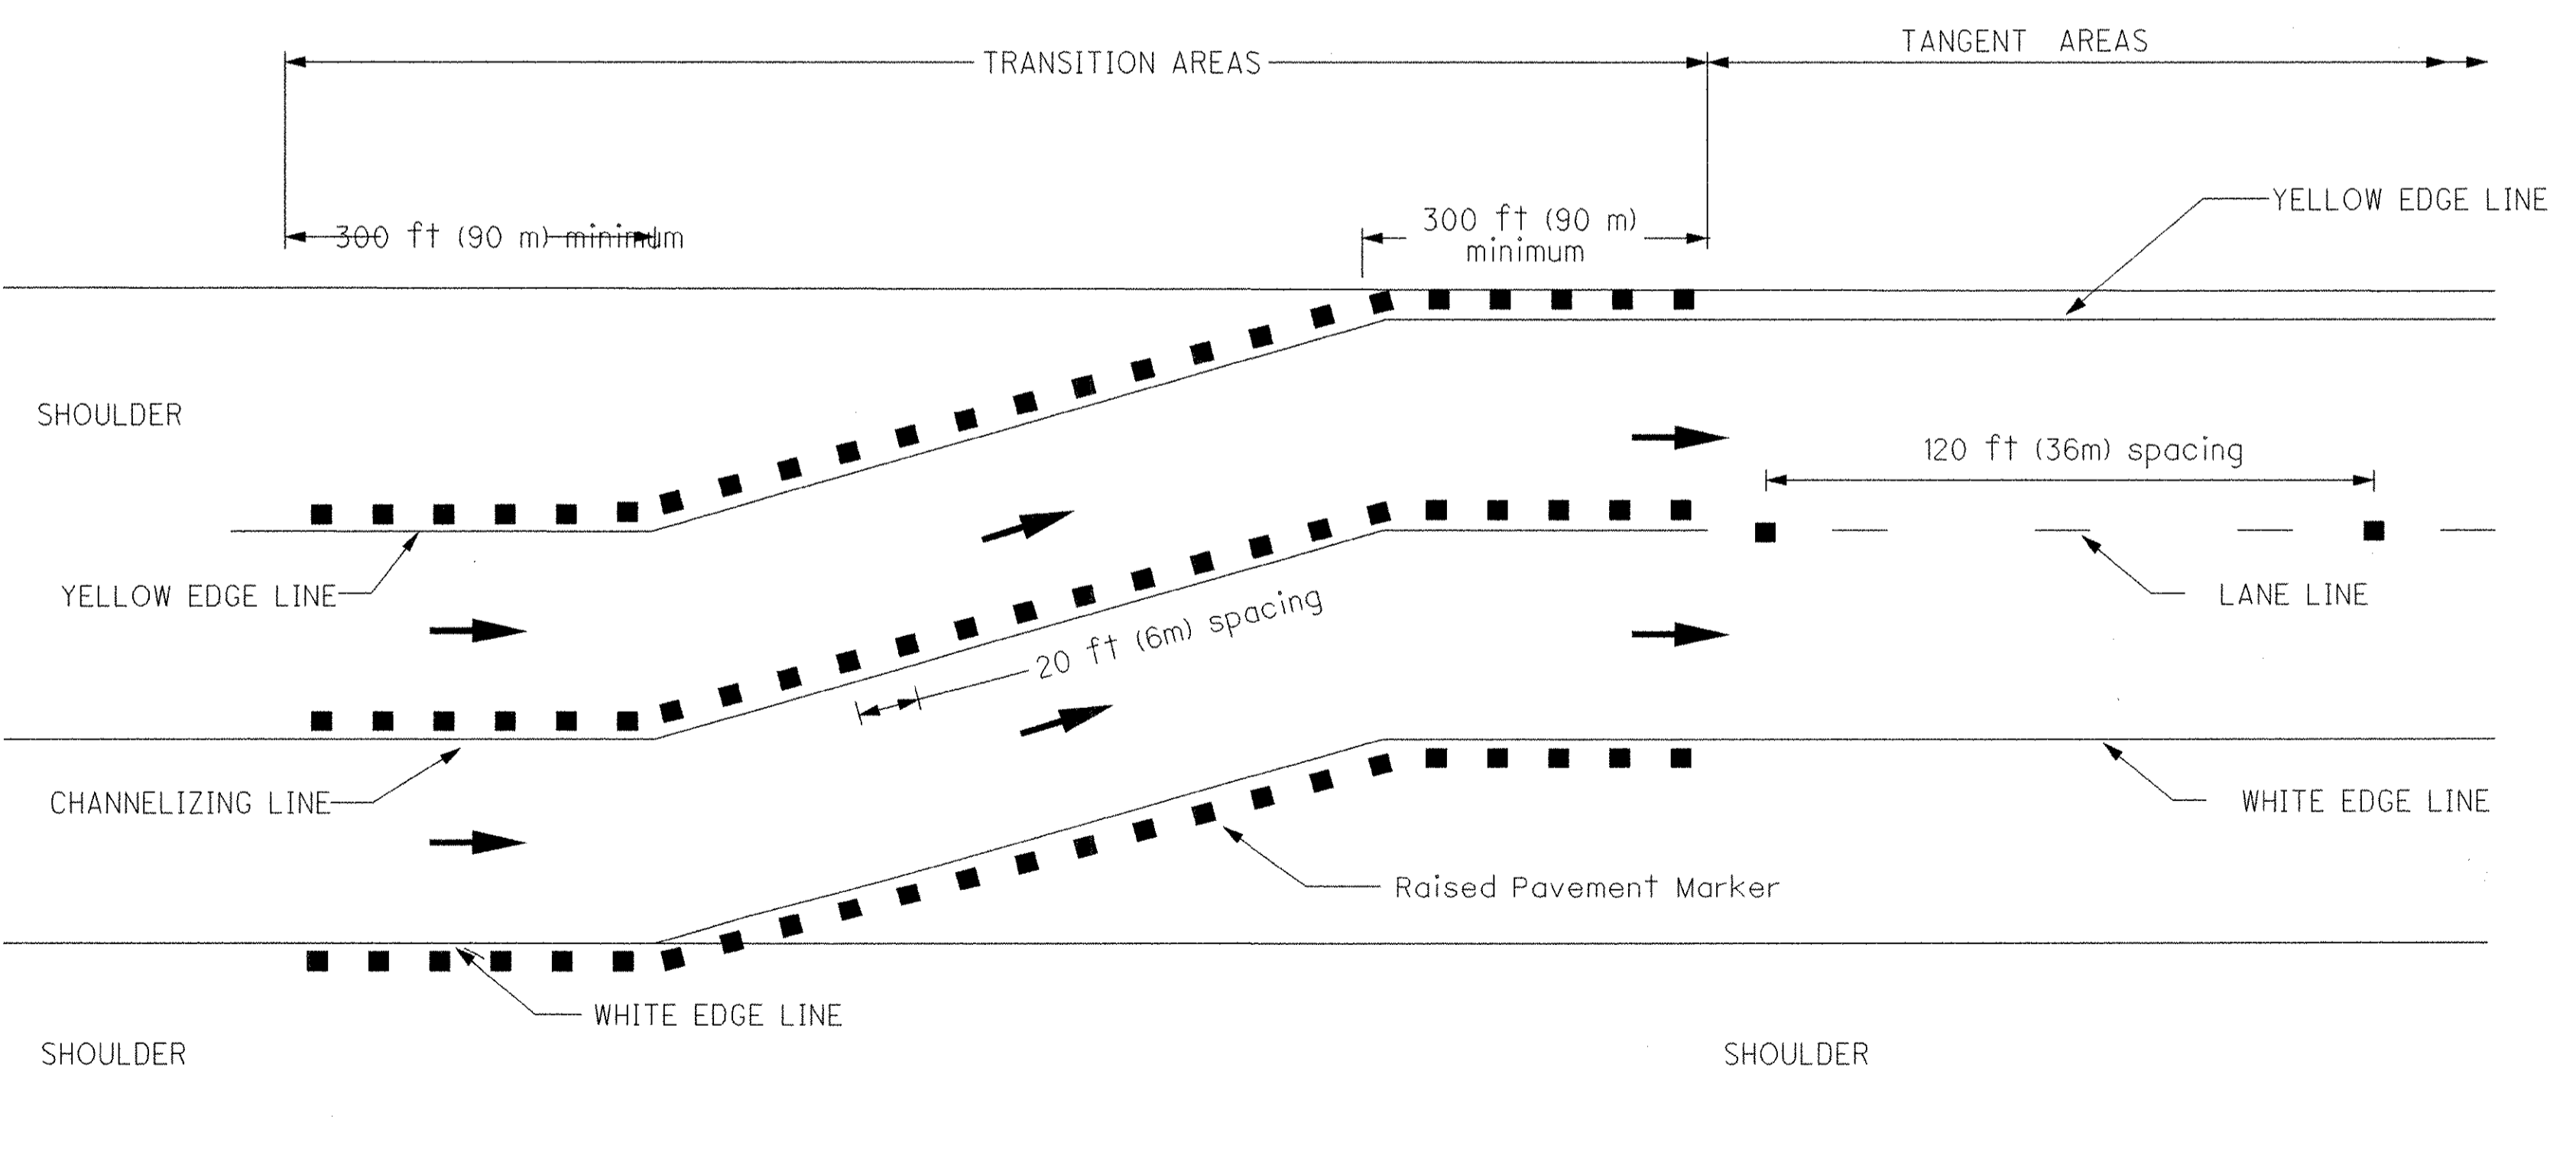 TRANSITION AREAS
TANGENT AREAS
YELLOW EDGE LINE
300 ft (90 m) minimum
300 ft (90 m)
minimum
SHOULDER
120 ft (36m) spacing
YELLOW EDGE LINE
LANE LINE
20 ft (6m) spacing
CHANNELIZING LINE
WHITE EDGE LINE
Raised Pavement Marker
WHITE EDGE LINE
SHOULDER
SHOULDER